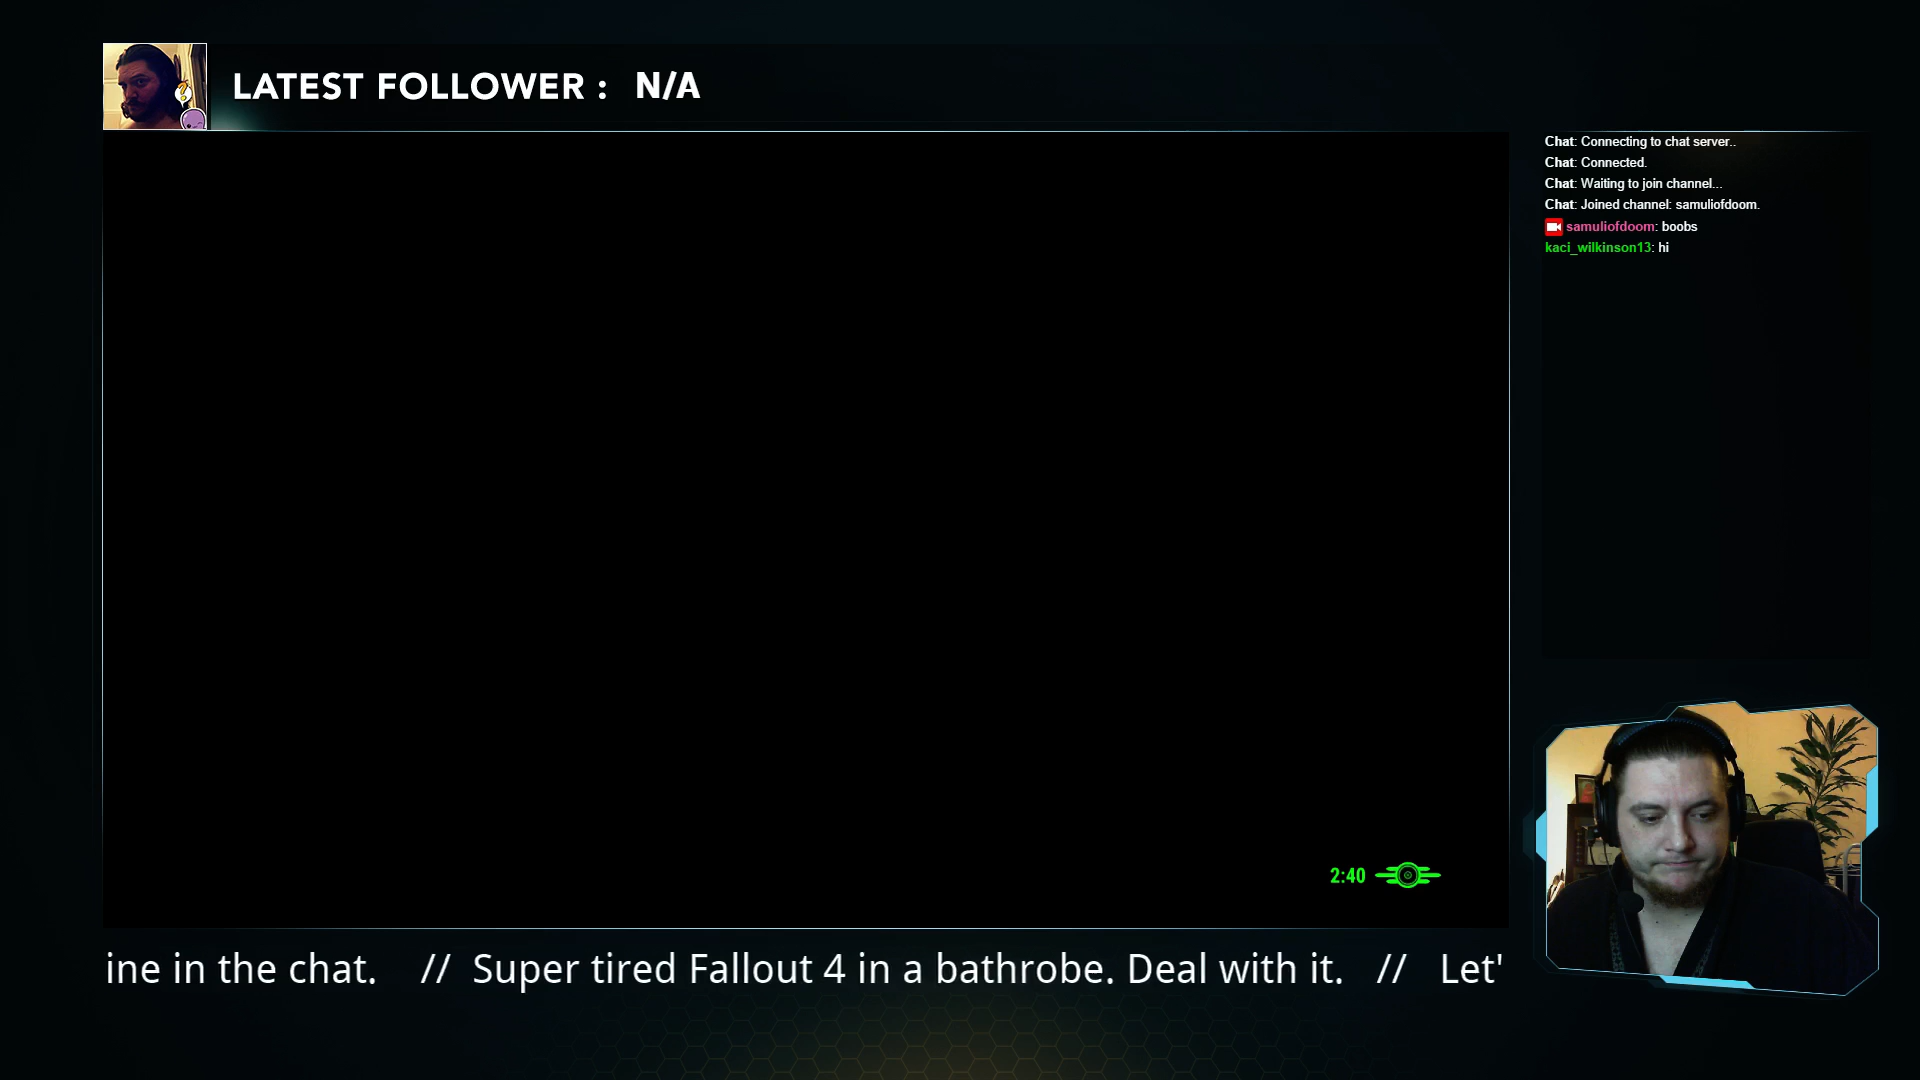 LATEST FOLLOWER : N/A
Chat: Connecting to chat server..
Chat: Connected.
Chat: Waiting to join channel...
Chat: Joined channel: samuliofdoom.
samuliofdoom: boobs
kaci_wilkinson13: hi
2:40
ine in the chat. // Super tired Fallout 4 in a bathrobe. Deal with it. // Let'